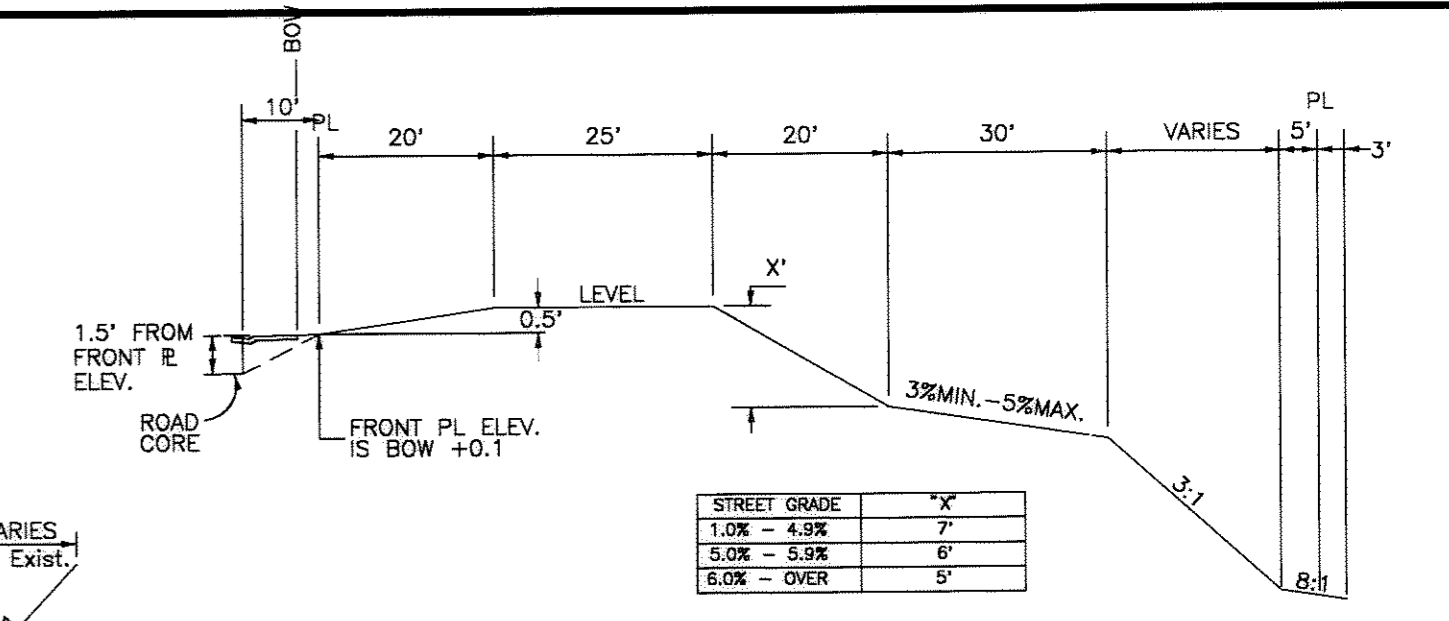 BOW
10'
PL
20'
25'
20'
30'
VARIES
5'
PL
3'
X'
LEVEL
0.5'
1.5' FROM
FRONT PL
ELEV.
ROAD
CORE
FRONT PL ELEV.
IS BOW +0.1
3%MIN.-5%MAX.
3:1
8:1
STREET GRADE "X"
1.0% - 4.9% 7'
5.0% - 5.9% 6'
6.0% - OVER 5'
ARIES
Exist.